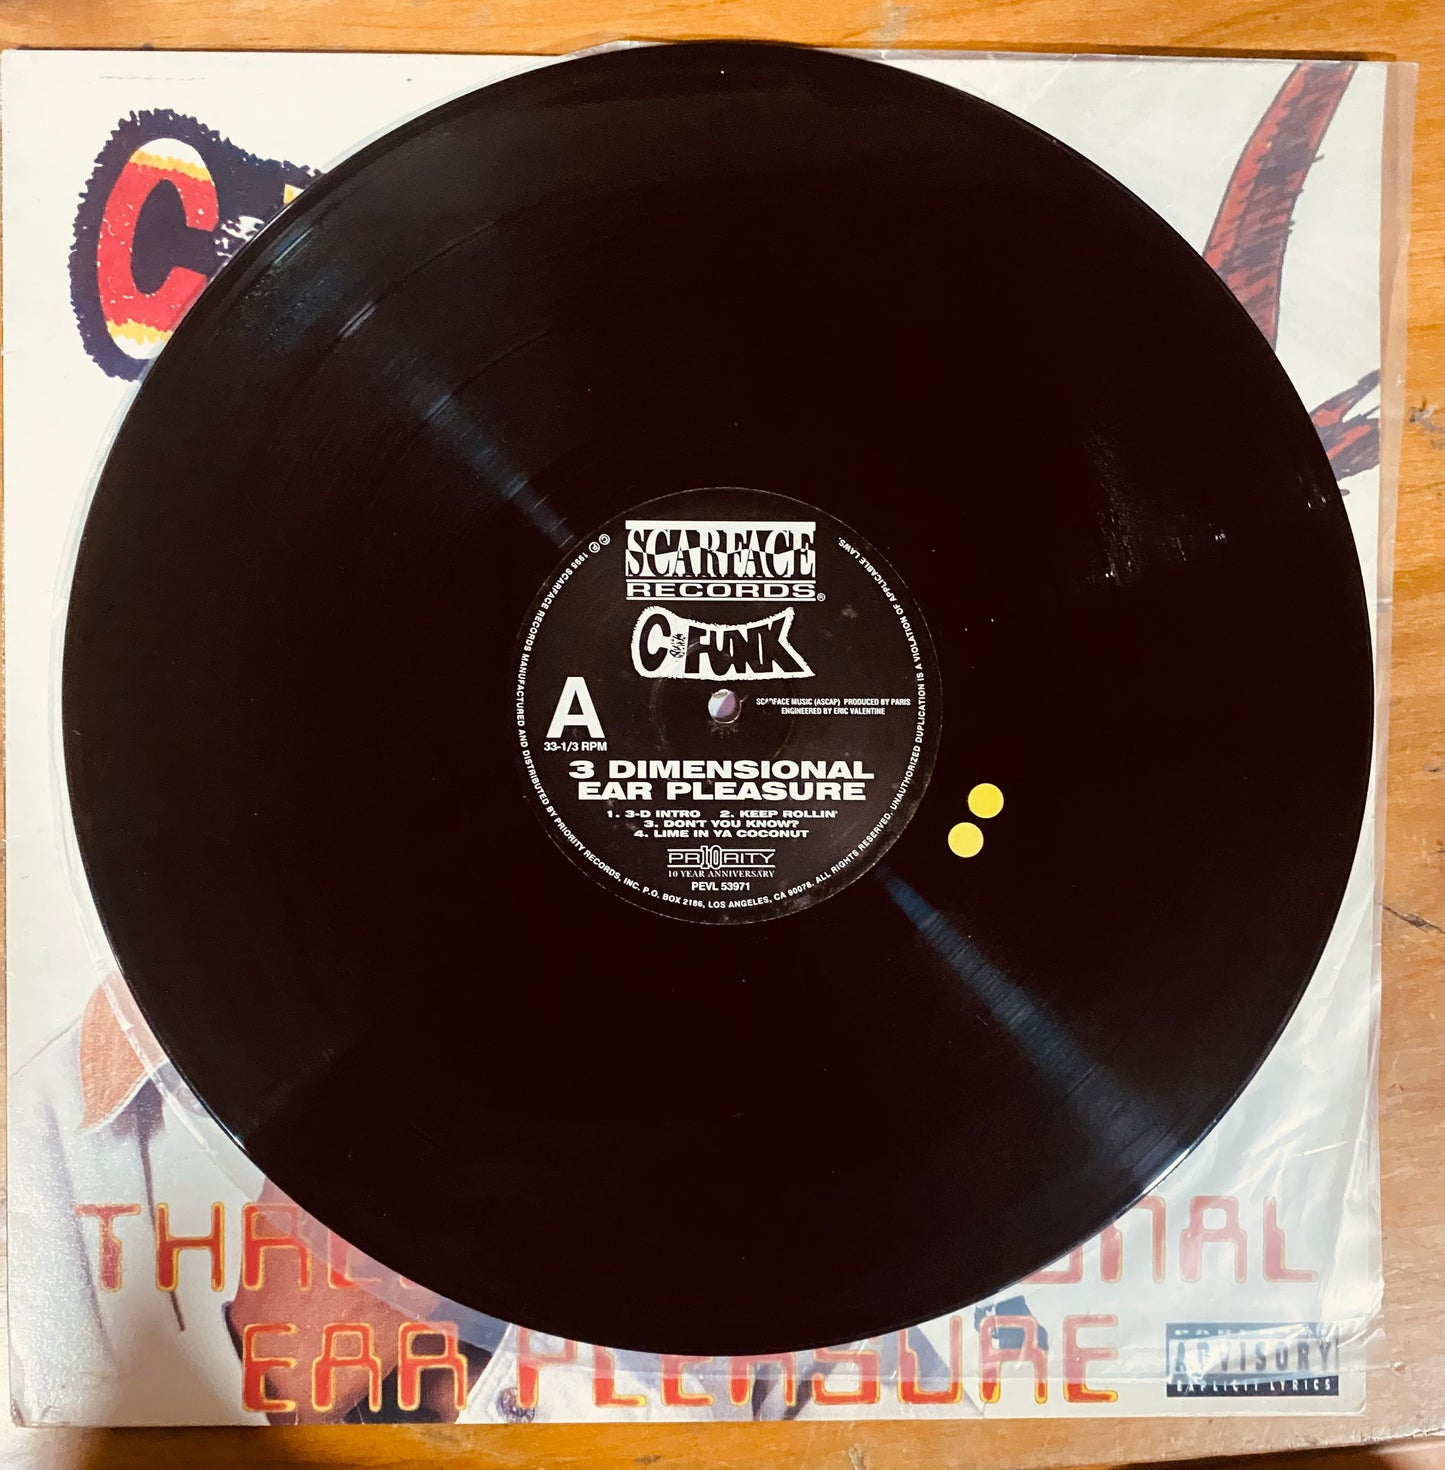 C
SCARFACE
RECORDS®
C FUNK
A
33-1/3 RPM
SCARFACE MUSIC (ASCAP) PRODUCED BY PARIS
ENGINEERED BY ERIC VALENTINE
3 DIMENSIONAL
EAR PLEASURE
1. 3-D INTRO 2. KEEP ROLLIN'
3. DON'T YOU KNOW?
4. LIME IN YA COCONUT
PR10RITY
10 YEAR ANNIVERSARY
PEVL 53971
© ℗ 1995 SCARFACE RECORDS MANUFACTURED AND DISTRIBUTED BY PRIORITY RECORDS, INC. P.O. BOX 2186, LOS ANGELES, CA 90078. ALL RIGHTS RESERVED. UNAUTHORIZED DUPLICATION IS A VIOLATION OF APPLICABLE LAWS.
EAR PLEASURE
ADVISORY
EXPLICIT LYRICS